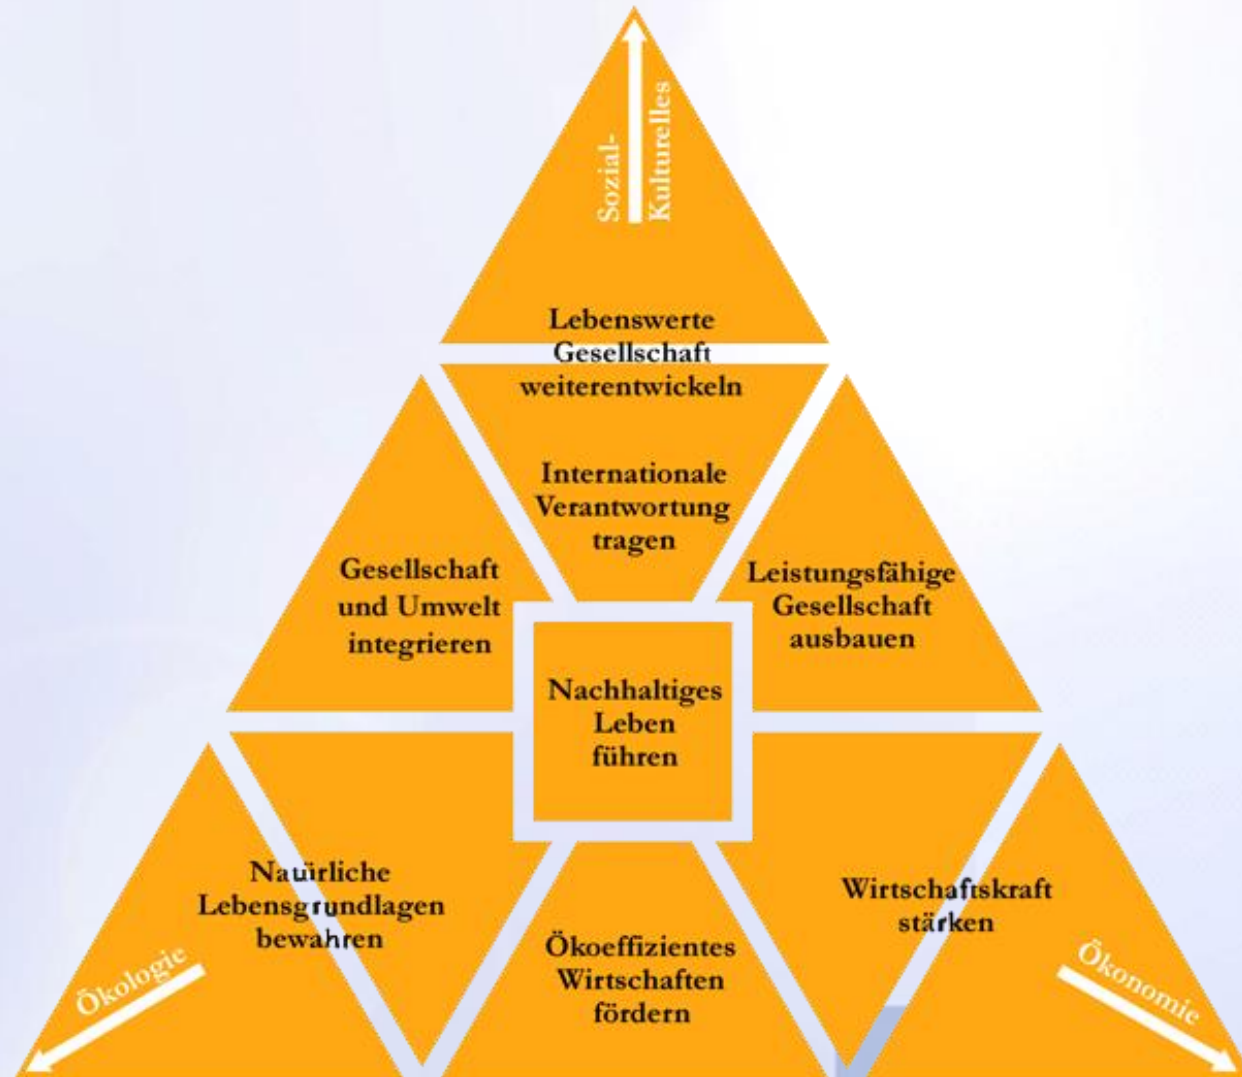 Sozial-
Kulturelles
Lebenswerte
Gesellschaft
weiterentwickeln
Internationale
Verantwortung
tragen
Gesellschaft
und Umwelt
integrieren
Leistungsfähige
Gesellschaft
ausbauen
Nachhaltiges
Leben
führen
Natürliche
Lebensgrundlagen
bewahren
Wirtschaftskraft
stärken
Ökoeffizientes
Wirtschaften
fördern
Ökologie
Ökonomie